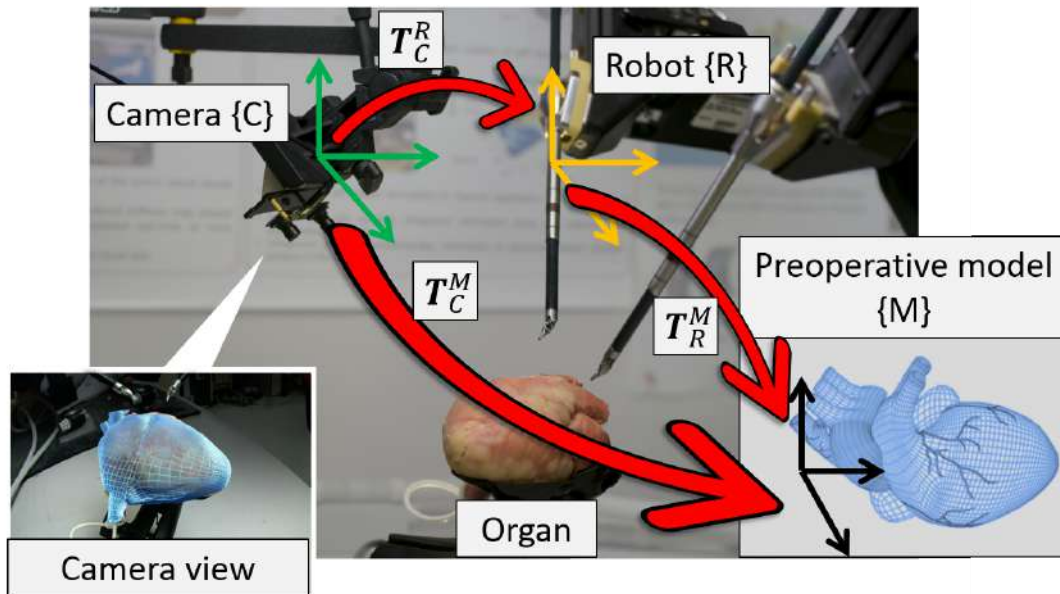 T_C^R
Robot {R}
Camera {C}
Preoperative model
{M}
T_C^M
T_R^M
Organ
Camera view